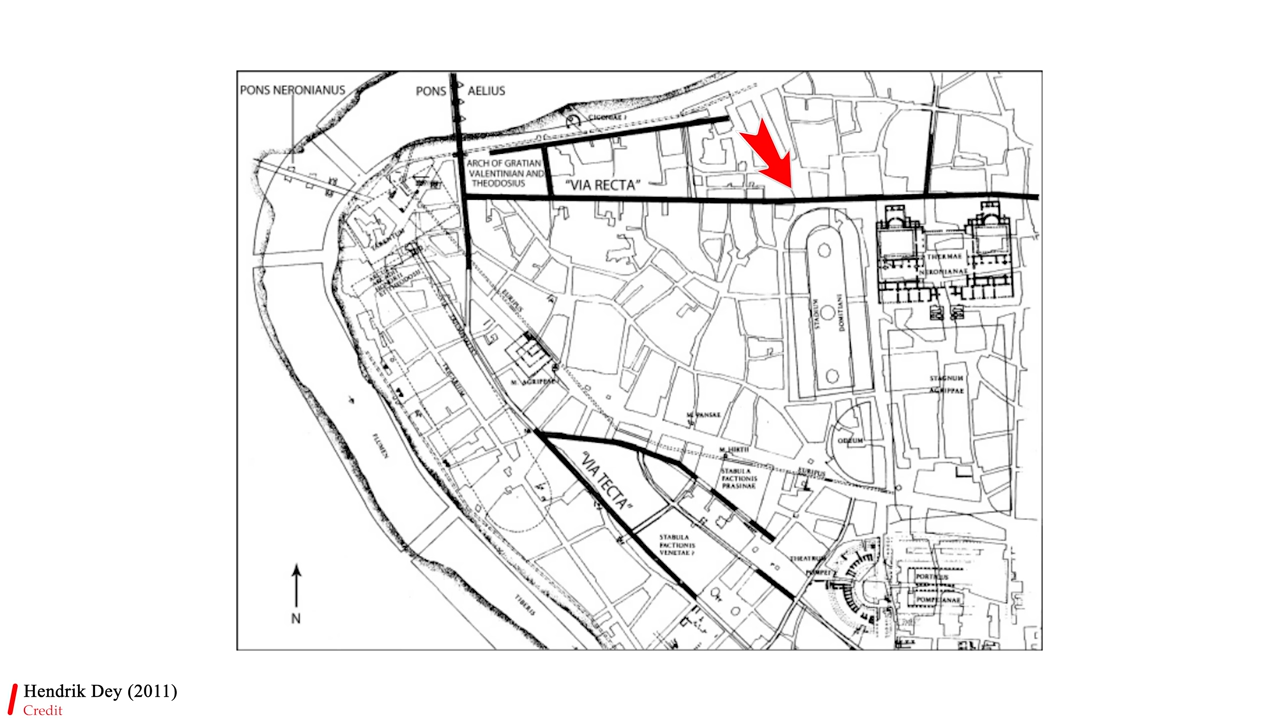 PONS NERONIANUS
PONS AELIUS
CICONIAE ?
ARCH OF GRATIAN
VALENTINIAN AND
THEODOSIUS
"VIA RECTA"
THERMAE
NERONIANAE
STADIUM
DOMITIANI
EURIPUS
M. AGRIPPAE
TRIGARIUM
STAGNUM
AGRIPPAE
M. PANSAE
ODEUM
FLUMEN
M. HIRTII
"VIA TECTA"
STABULA
FACTIONIS
PRASINAE
EURIPUS
STABULA
FACTIONIS
VENETAE ?
THEATRUM
POMPEI
PORTICUS
POMPEIANAE
N
TIBERIS
Hendrik Dey (2011)
Credit